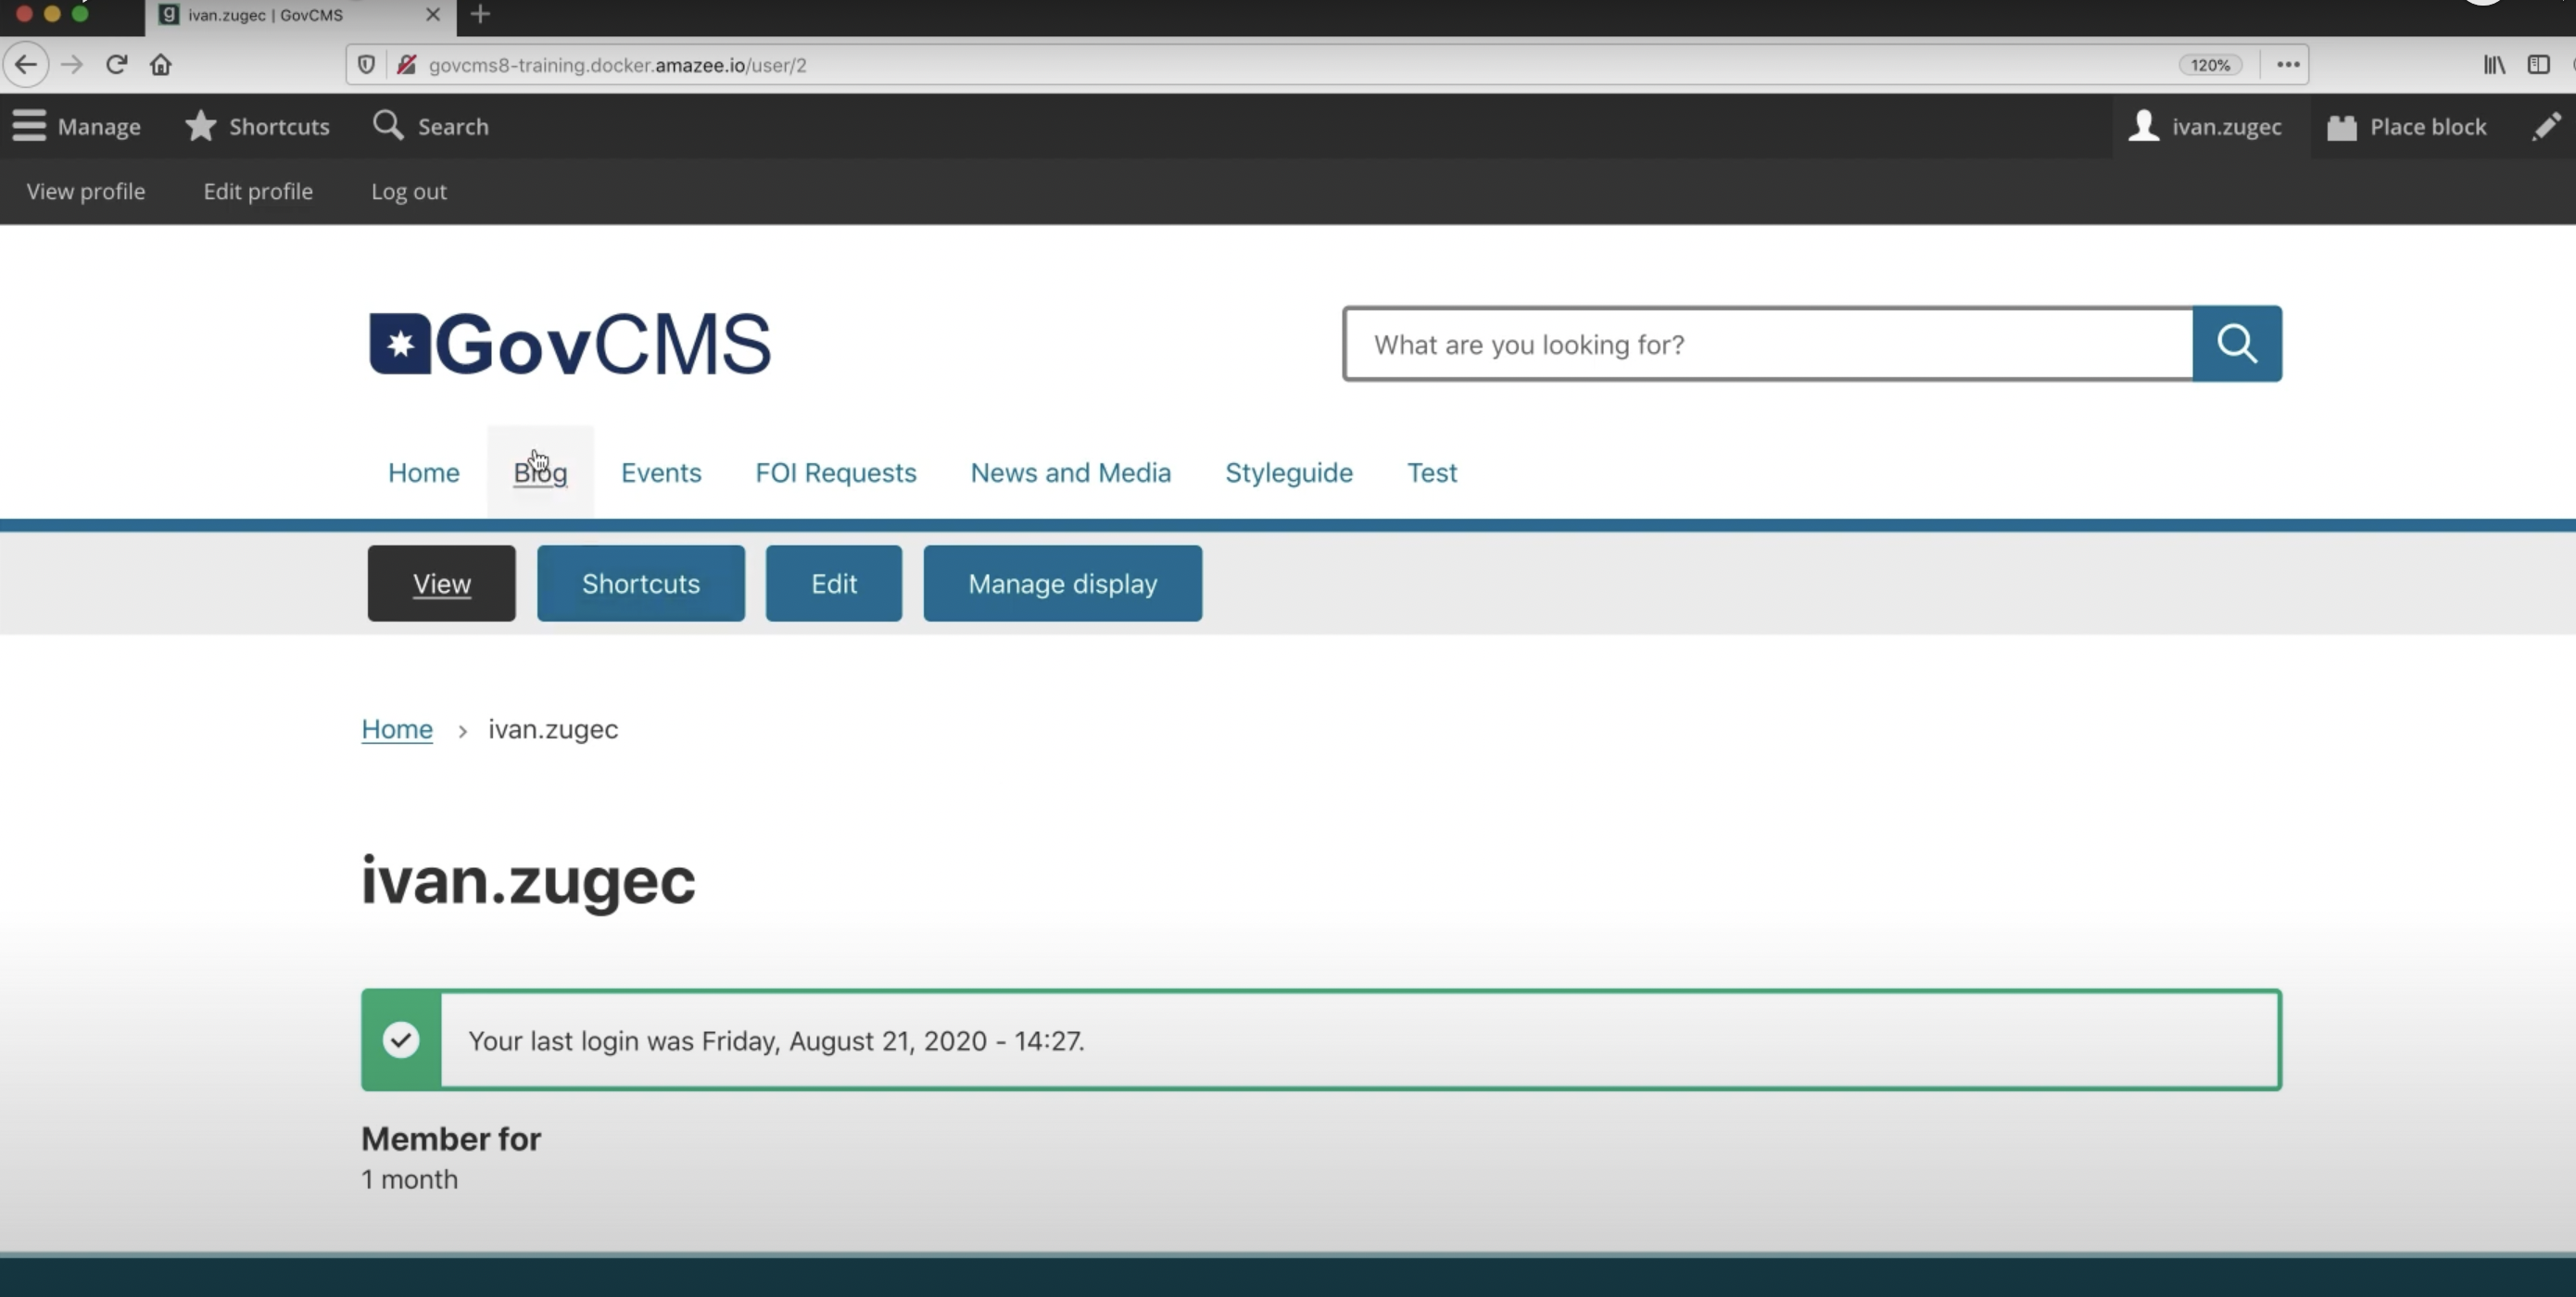 ivan.zugec | GovCMS
govcms8-training.docker.amazee.io/user/2 120%
Manage Shortcuts Search ivan.zugec Place block
View profile Edit profile Log out
GovCMS What are you looking for?
Home Blog Events FOI Requests News and Media Styleguide Test
View Shortcuts Edit Manage display
Home › ivan.zugec
ivan.zugec
Your last login was Friday, August 21, 2020 - 14:27.
Member for
1 month